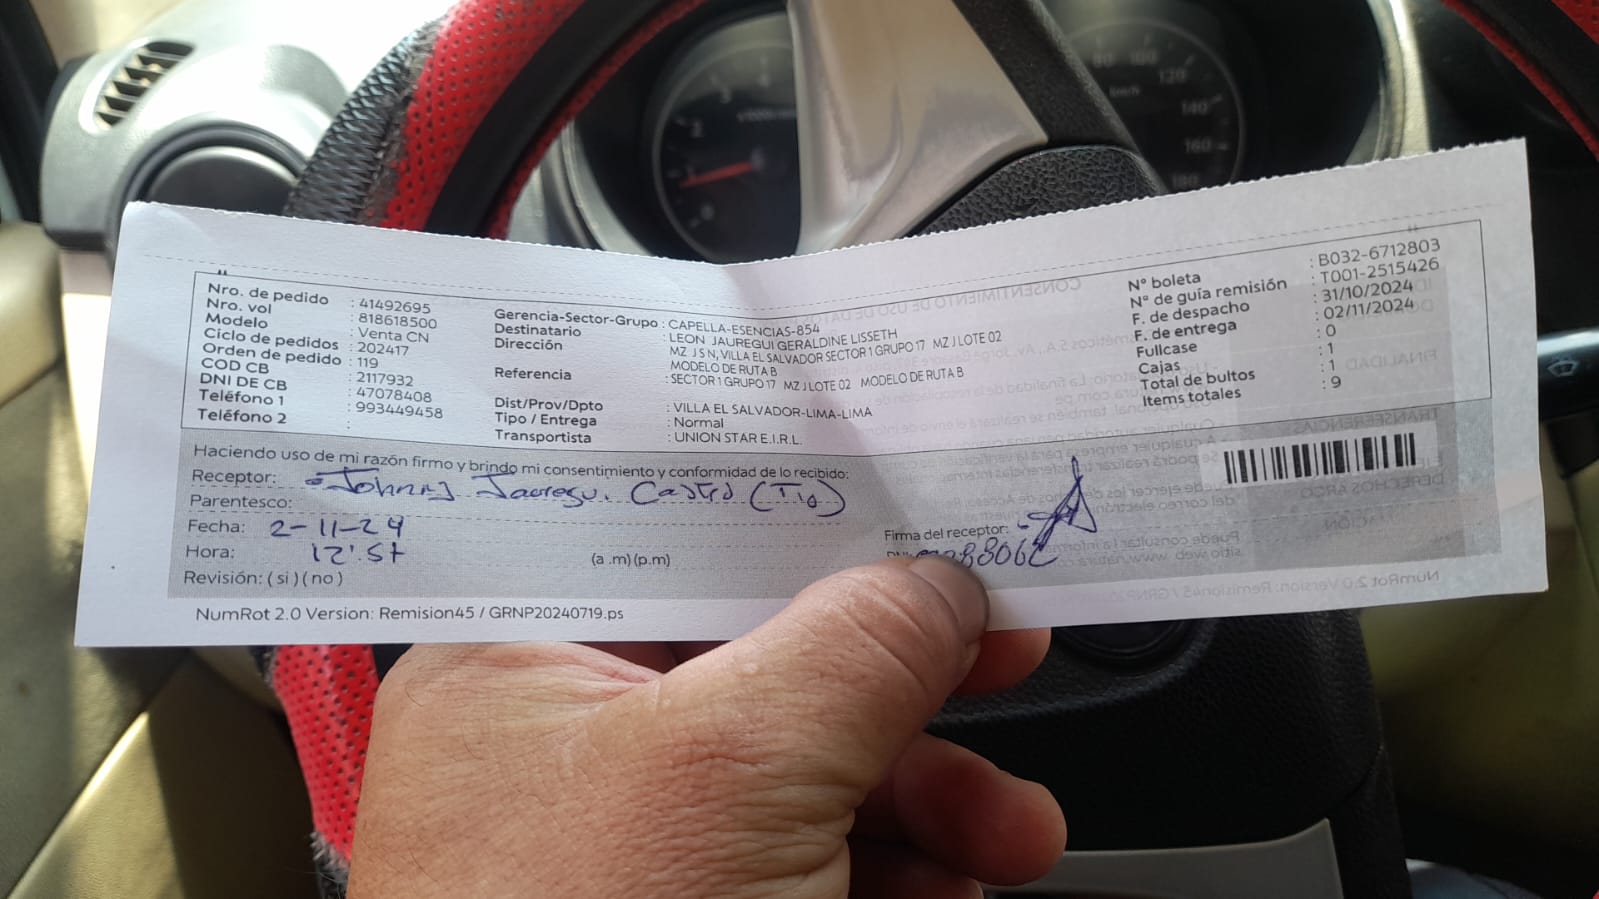 Nro. de pedido : 41492695
Nro. vol : 818618500
Modelo : Venta CN
Ciclo de pedidos : 202417
Orden de pedido : 119
COD CB : 2117932
DNI DE CB : 47078408
Teléfono 1 : 993449458
Teléfono 2 :
Gerencia-Sector-Grupo : CAPELLA-ESENCIAS-854
Destinatario : LEON JAUREGUI GERALDINE LISSETH
Dirección : MZ J S N, VILLA EL SALVADOR SECTOR 1 GRUPO 17 MZ J LOTE 02
MODELO DE RUTA B
Referencia : SECTOR 1 GRUPO 17 MZ J LOTE 02 MODELO DE RUTA B
Dist/Prov/Dpto : VILLA EL SALVADOR-LIMA-LIMA
Tipo / Entrega : Normal
Transportista : UNION STAR E.I.R.L.
N° boleta : B032-6712803
N° de guía remisión : T001-2515426
F. de despacho : 31/10/2024
F. de entrega : 02/11/2024
Fullcase : 0
Cajas : 1
Total de bultos : 1
Items totales : 9
Haciendo uso de mi razón firmo y brindo mi consentimiento y conformidad de lo recibido:
Receptor: Johnny Jauregui Castro (Tio)
Parentesco:
Fecha: 2-11-24
Hora: 12:57 (a .m) (p.m)
Firma del receptor:
Revisión: ( si ) ( no )
NumRot 2.0 Version: Remision45 / GRNP20240719.ps